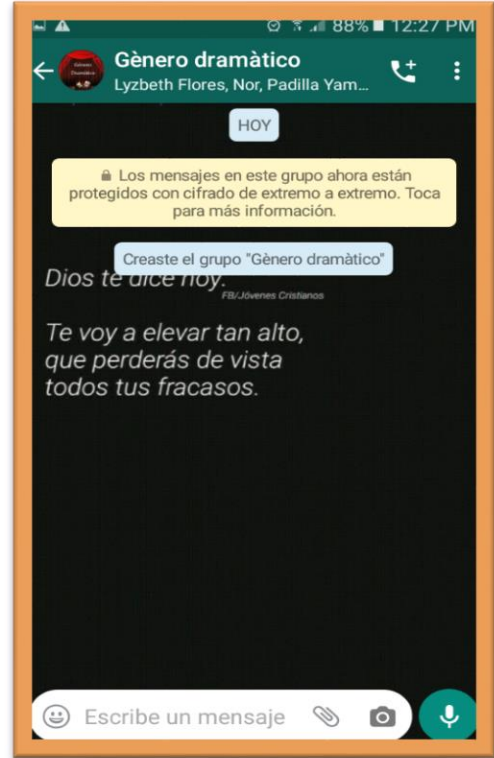 88% 12:27 PM
Gènero dramàtico
Lyzbeth Flores, Nor, Padilla Yam...
HOY
Los mensajes en este grupo ahora están
protegidos con cifrado de extremo a extremo. Toca
para más información.
Creaste el grupo "Gènero dramàtico"
Dios te dice hoy:
FB/Jóvenes Cristianos
Te voy a elevar tan alto,
que perderás de vista
todos tus fracasos.
Escribe un mensaje